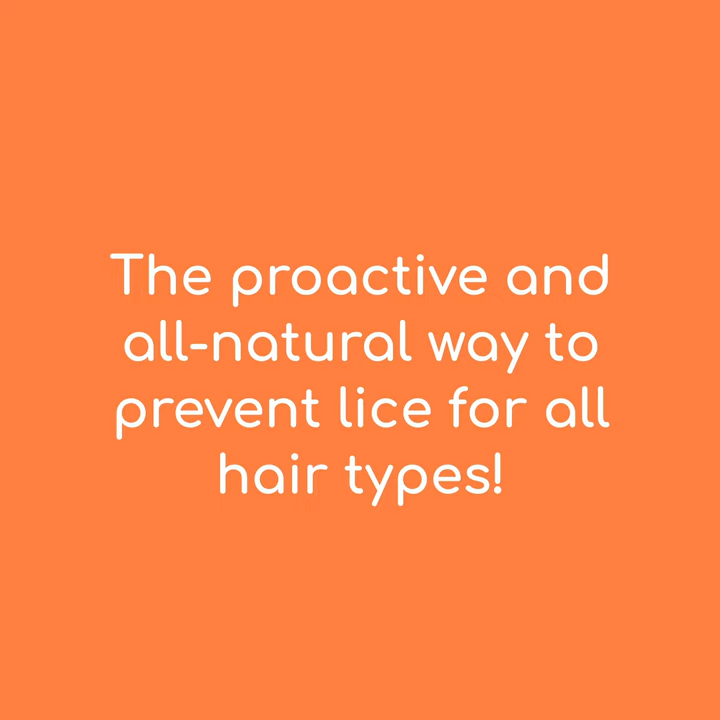 The proactive and
all-natural way to
prevent lice for all
hair types!